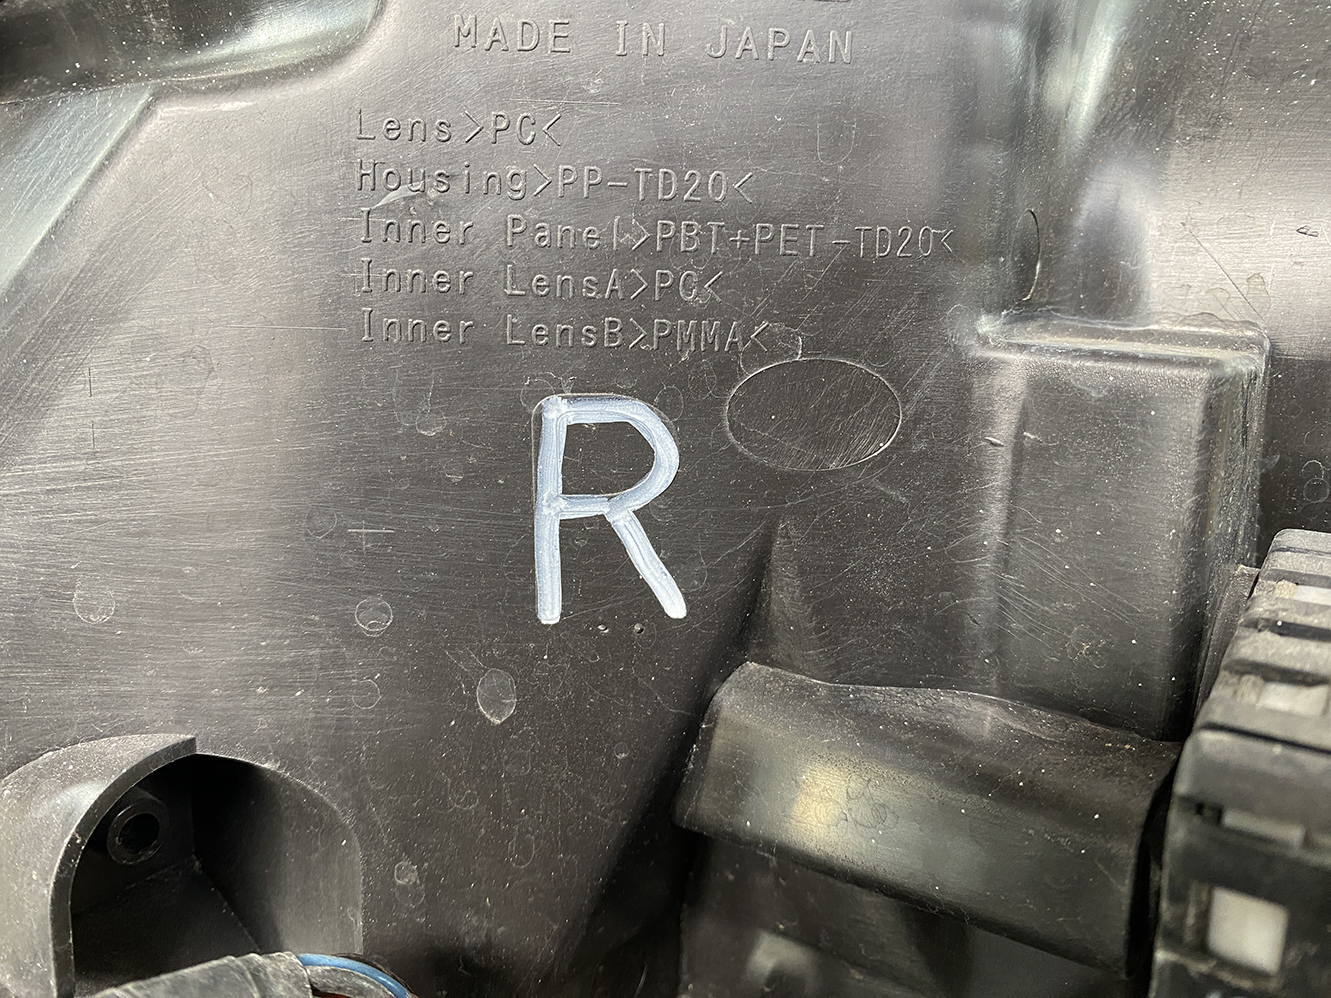 MADE IN JAPAN
Lens>PC<
Housing>PP-TD20<
Inner Panel>PBT+PET-TD20<
Inner LensA>PC<
Inner LensB>PMMA<
R